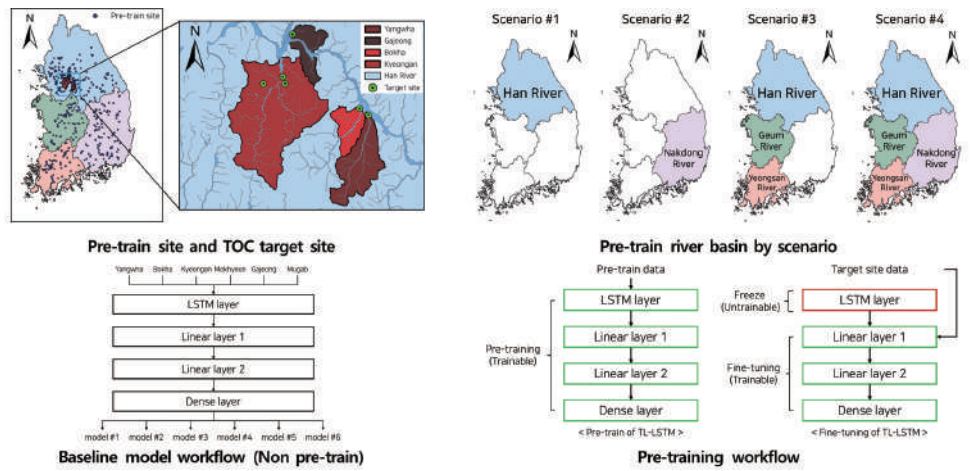 Pre-train site
N
N
Yangwha
Gajeong
Bokha
Kyeongan
Han River
Target site
Pre-train site and TOC target site
Scenario #1
Scenario #2
Scenario #3
Scenario #4
N
N
N
N
Han River
Nakdong
River
Han River
Geum
River
Yeongsan
River
Han River
Geum
River
Nakdong
River
Yeongsan
River
Pre-train river basin by scenario
Yangwha Bokha Kyeongan Mokhyeon Gajeong Mugab
LSTM layer
Linear layer 1
Linear layer 2
Dense layer
model #1 model #2 model #3 model #4 model #5 model #6
Baseline model workflow (Non pre-train)
Pre-train data
LSTM layer
Linear layer 1
Pre-training
(Trainable)
Linear layer 2
Dense layer
< Pre-train of TL-LSTM >
Target site data
Freeze
(Untrainable)
LSTM layer
Linear layer 1
Fine-tuning
(Trainable)
Linear layer 2
Dense layer
< Fine-tuning of TL-LSTM >
Pre-training workflow